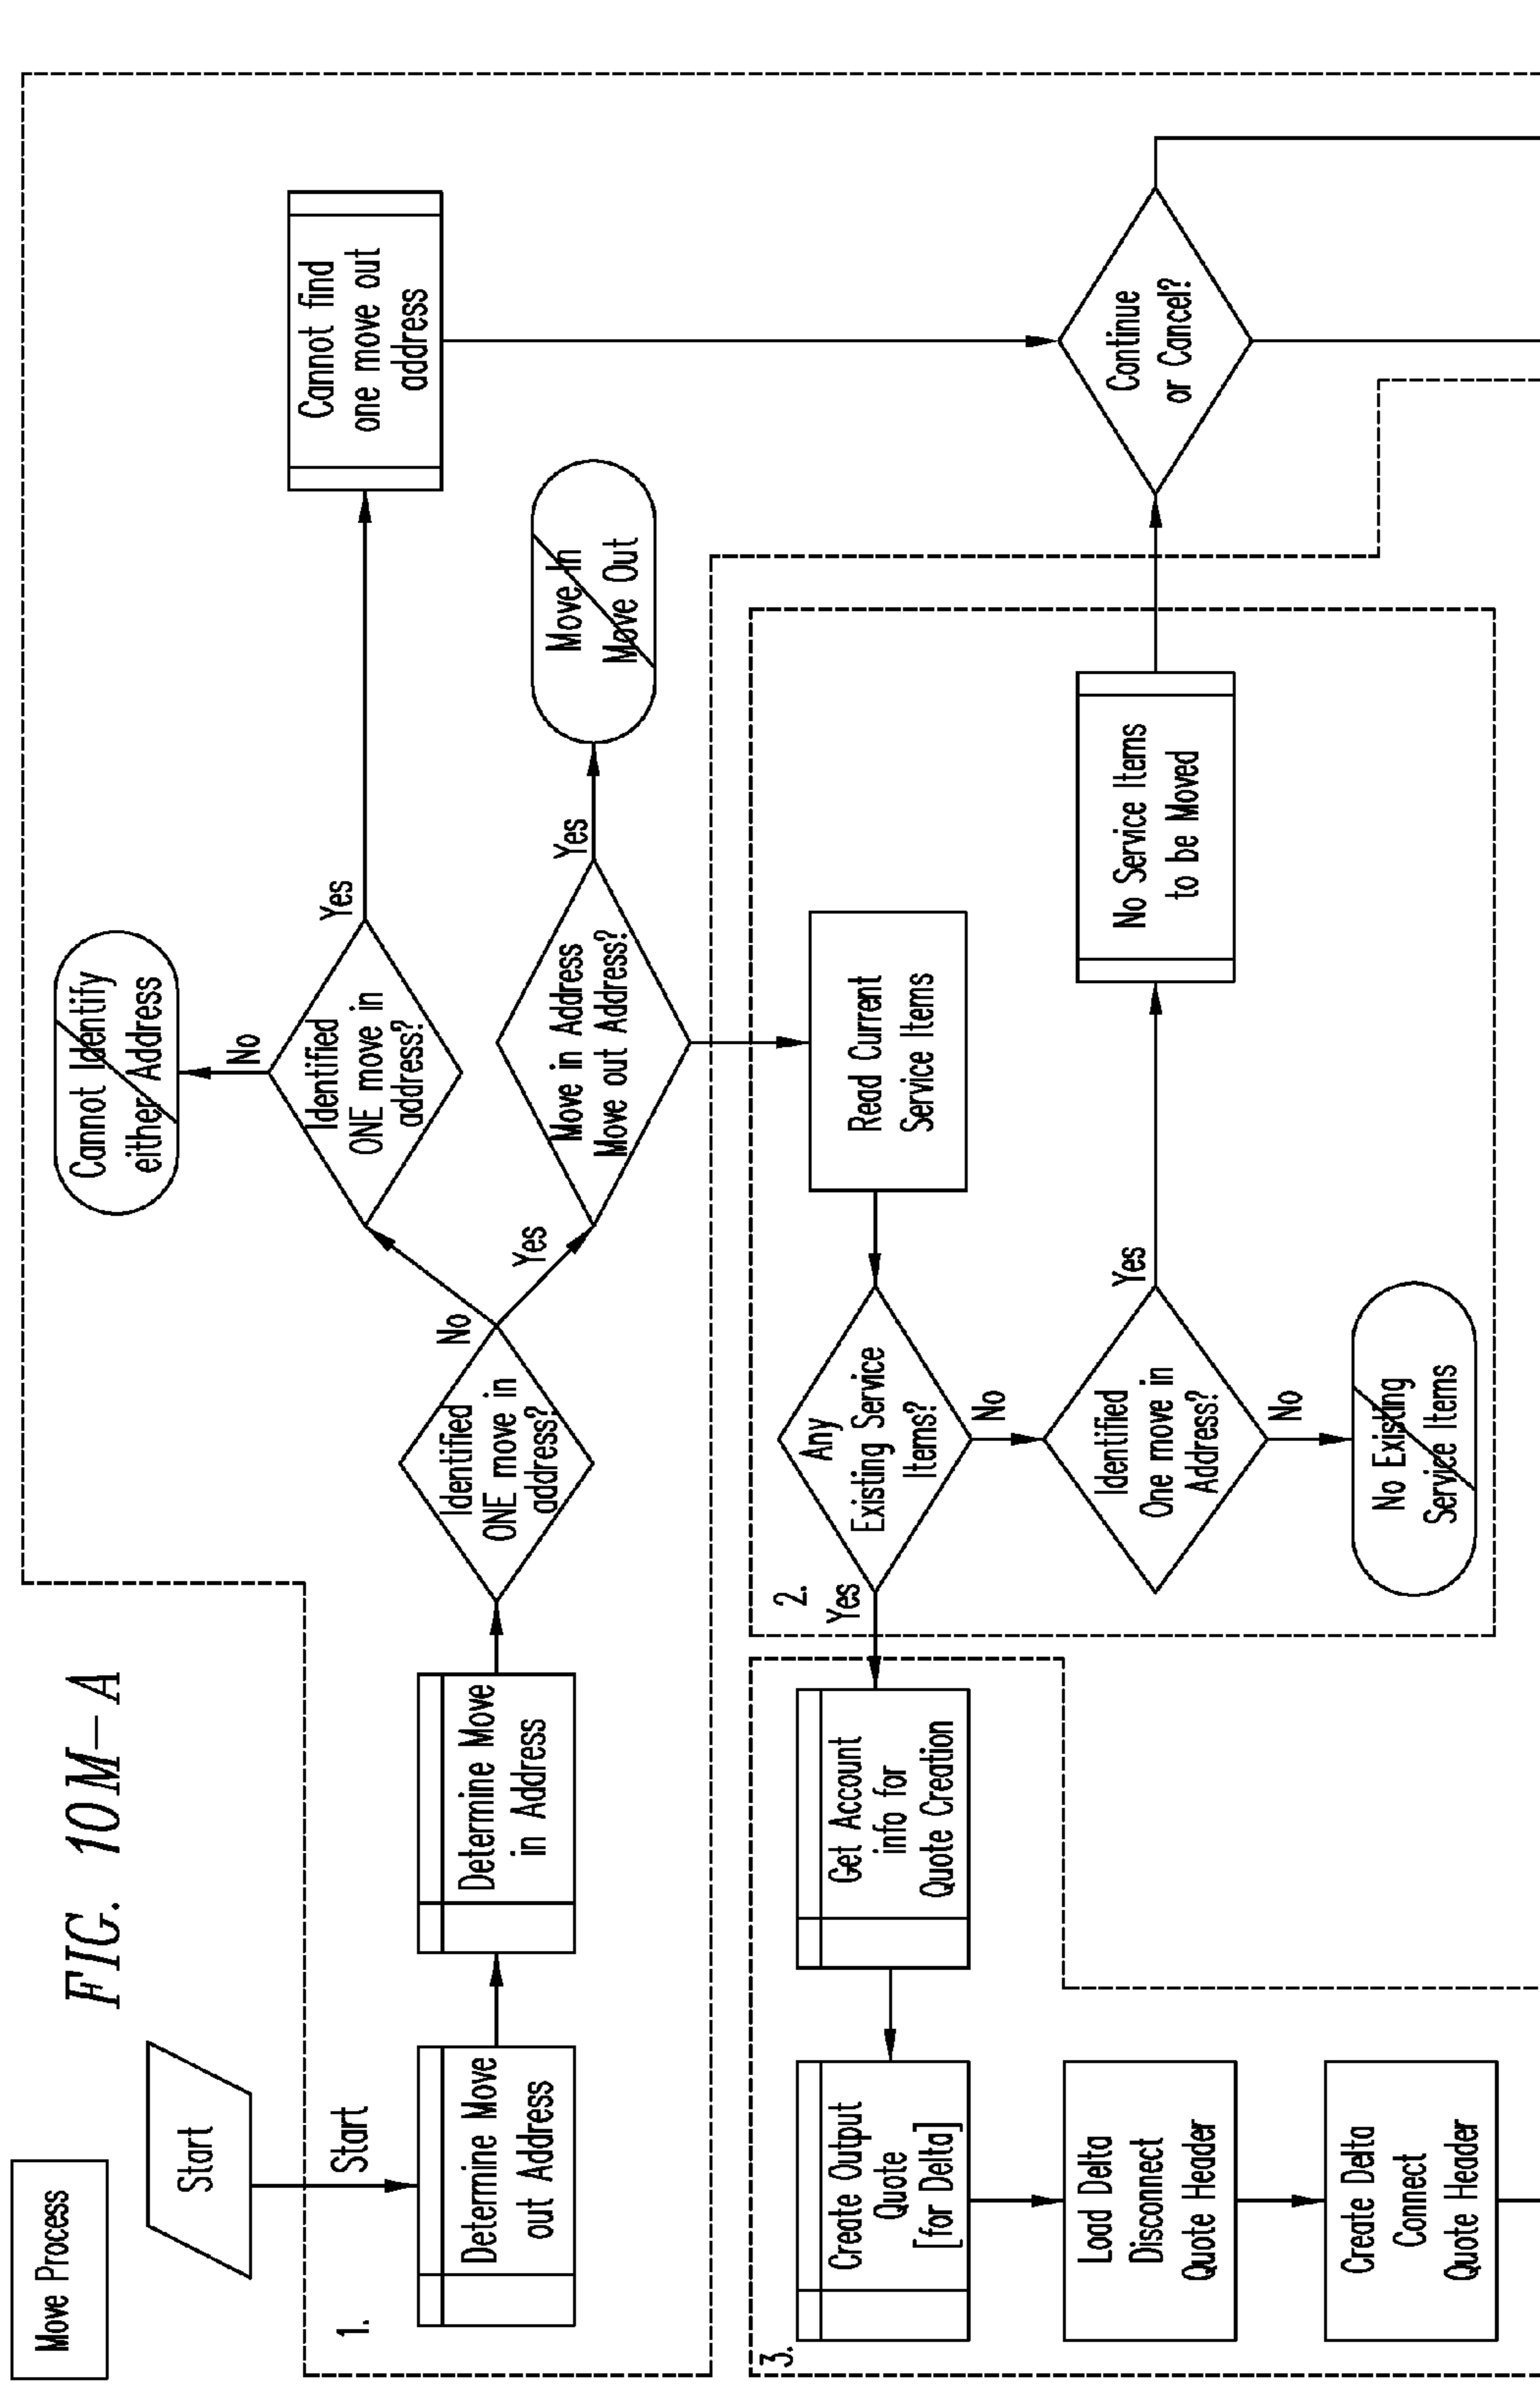 Move Process
FIG. 10M-A
Start
Start
1.
Determine Move
out Address
Determine Move
in Address
Identified
ONE move in
address?
No
Yes
Identified
ONE move in
address?
No
Cannot Identify
either Address
Yes
Cannot find
one move out
address
Move in Address
Move out Address?
Yes
Move In
Move Out
2.
Read Current
Service Items
Any
Existing Service
Items?
Yes
No
Identified
One move in
Address?
Yes
No
No Service Items
to be Moved
No Existing
Service Items
Continue
or Cancel?
3.
Get Account
info for
Quote Creation
Create Output
Quote
[for Delta]
Load Delta
Disconnect
Quote Header
Create Delta
Connect
Quote Header